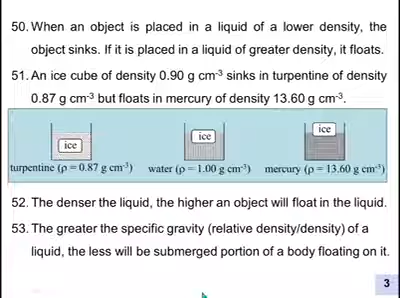 50. When an object is placed in a liquid of a lower density, the
object sinks. If it is placed in a liquid of greater density, it floats.
51. An ice cube of density 0.90 g cm⁻³ sinks in turpentine of density
0.87 g cm⁻³ but floats in mercury of density 13.60 g cm⁻³.
ice ice ice
turpentine (ρ = 0.87 g cm⁻³) water (ρ = 1.00 g cm⁻³) mercury (ρ = 13.60 g cm⁻³)
52. The denser the liquid, the higher an object will float in the liquid.
53. The greater the specific gravity (relative density/density) of a
liquid, the less will be submerged portion of a body floating on it.
3